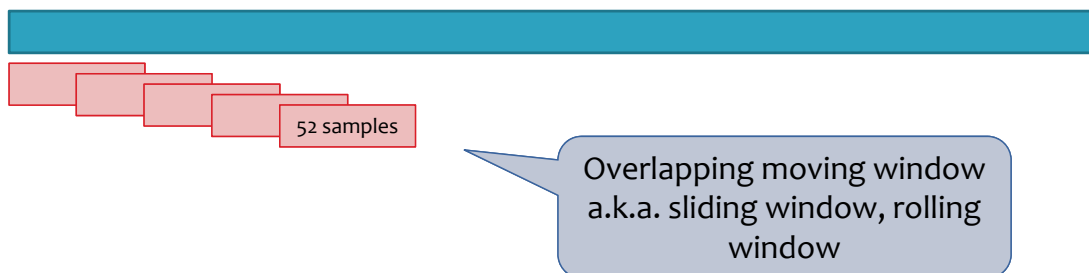 52 samples
Overlapping moving window
a.k.a. sliding window, rolling
window